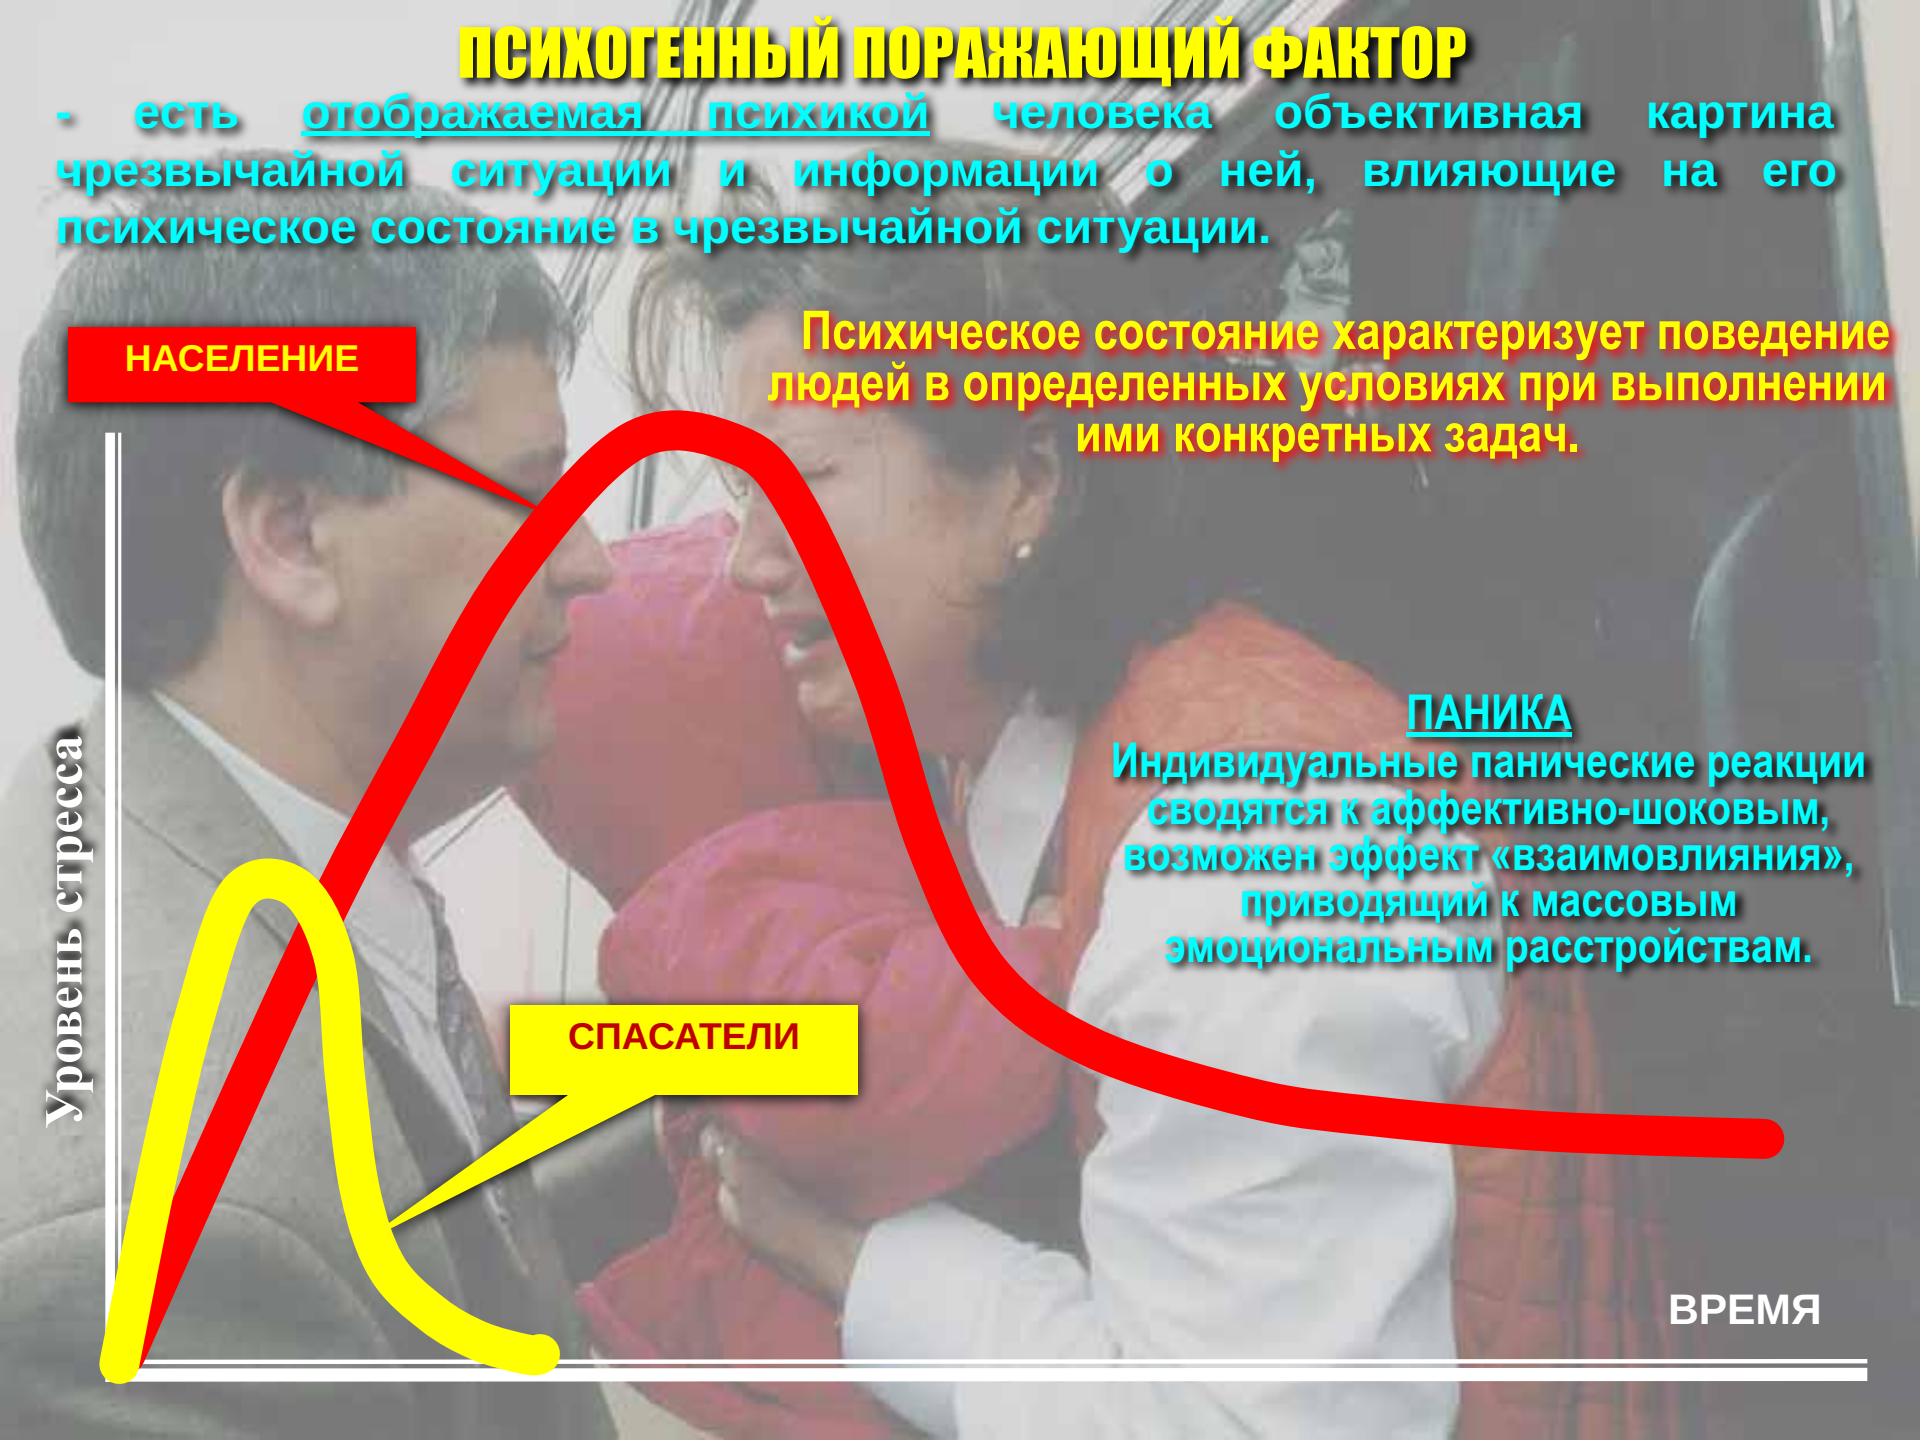 ПСИХОГЕННЫЙ ПОРАЖАЮЩИЙ ФАКТОР
- есть отображаемая психикой человека объективная картина
чрезвычайной ситуации и информации о ней, влияющие на его
психическое состояние в чрезвычайной ситуации.
НАСЕЛЕНИЕ
Психическое состояние характеризует поведение
людей в определенных условиях при выполнении
ими конкретных задач.
ПАНИКА
Индивидуальные панические реакции
сводятся к аффективно-шоковым,
возможен эффект «взаимовлияния»,
приводящий к массовым
эмоциональным расстройствам.
Уровень стресса
СПАСАТЕЛИ
ВРЕМЯ